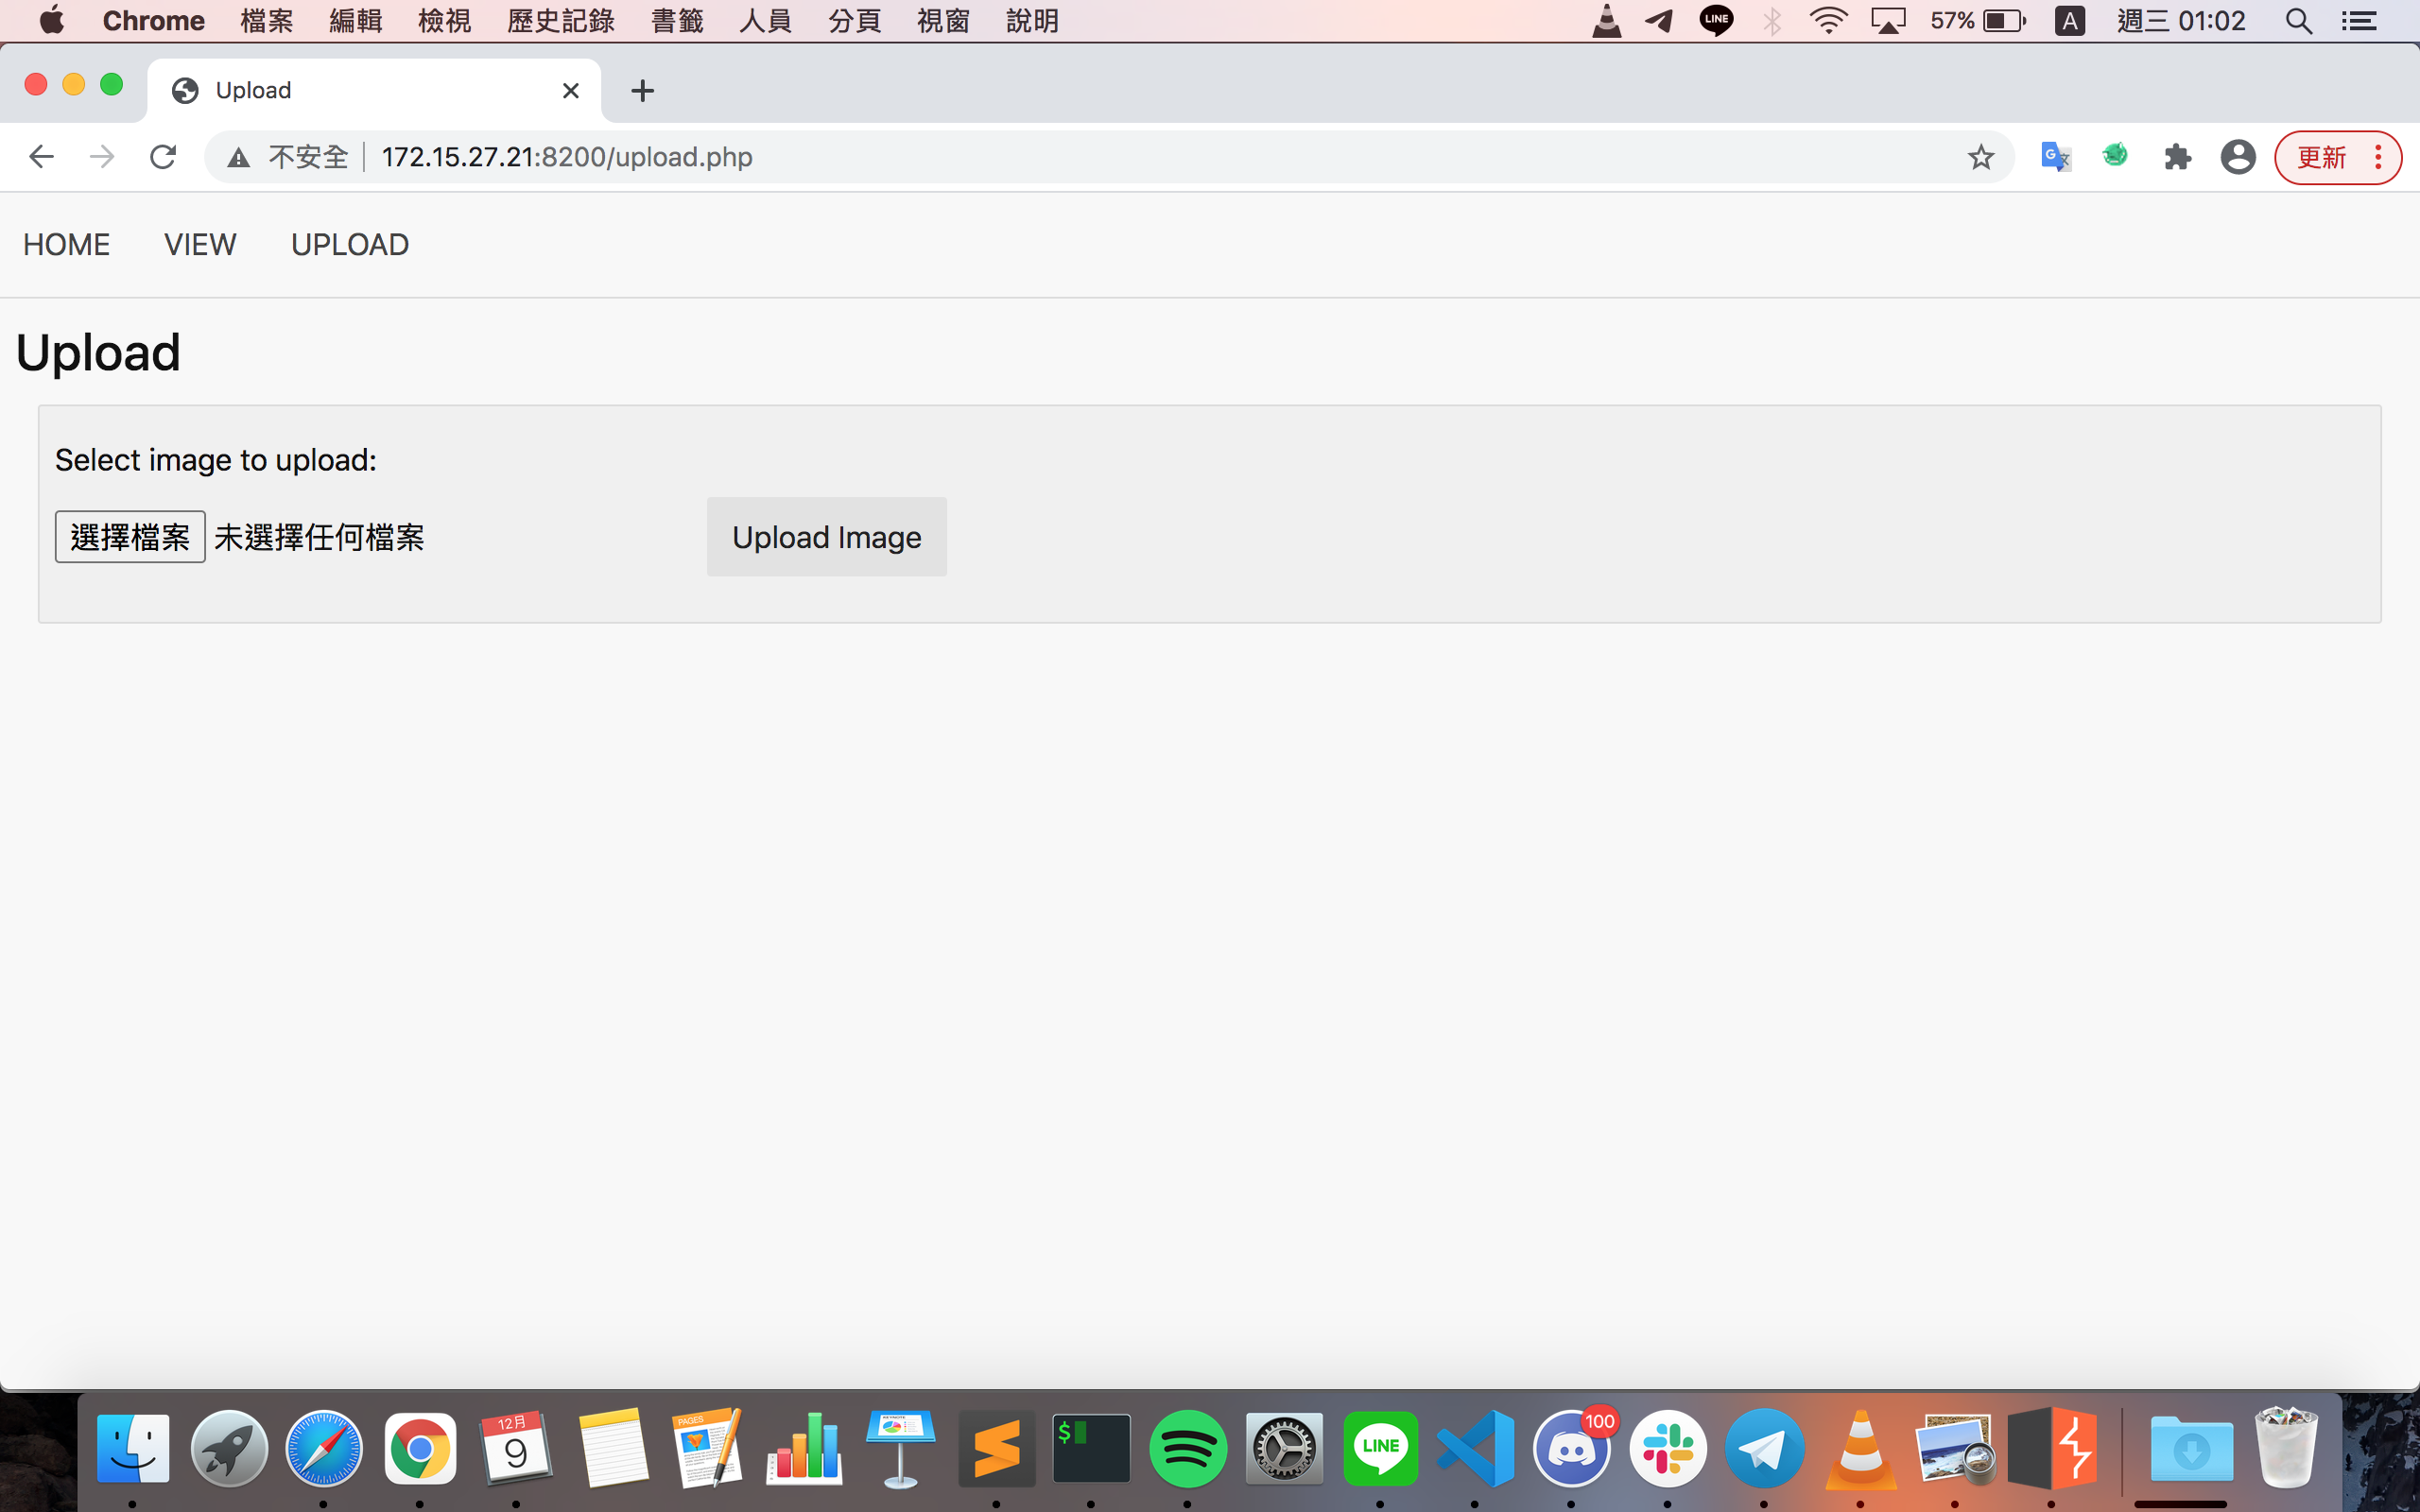 Chrome 檔案 編輯 檢視 歷史記錄 書籤 人員 分頁 視窗 說明 LINE 57% A 週三 01:02
Upload
不安全 172.15.27.21:8200/upload.php 更新
HOME VIEW UPLOAD
Upload
Select image to upload:
選擇檔案 未選擇任何檔案 Upload Image
12月
9
PAGES
KEYNOTE
$
LINE
100